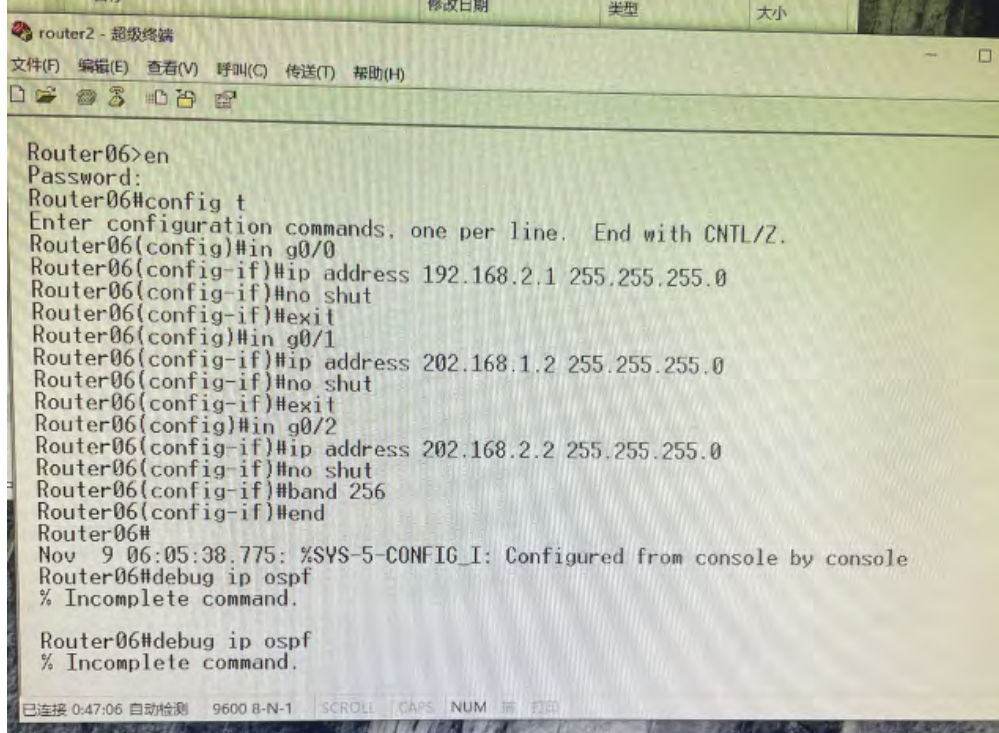 修改日期 类型 大小
router2 - 超级终端
文件(F) 编辑(E) 查看(V) 呼叫(C) 传送(T) 帮助(H)
Router06>en
Password:
Router06#config t
Enter configuration commands, one per line.  End with CNTL/Z.
Router06(config)#in g0/0
Router06(config-if)#ip address 192.168.2.1 255.255.255.0
Router06(config-if)#no shut
Router06(config-if)#exit
Router06(config)#in g0/1
Router06(config-if)#ip address 202.168.1.2 255.255.255.0
Router06(config-if)#no shut
Router06(config-if)#exit
Router06(config)#in g0/2
Router06(config-if)#ip address 202.168.2.2 255.255.255.0
Router06(config-if)#no shut
Router06(config-if)#band 256
Router06(config-if)#end
Router06#
Nov  9 06:05:38.775: %SYS-5-CONFIG_I: Configured from console by console
Router06#debug ip ospf
% Incomplete command.
Router06#debug ip ospf
% Incomplete command.
已连接 0:47:06 自动检测 9600 8-N-1 SCROLL CAPS NUM 打印